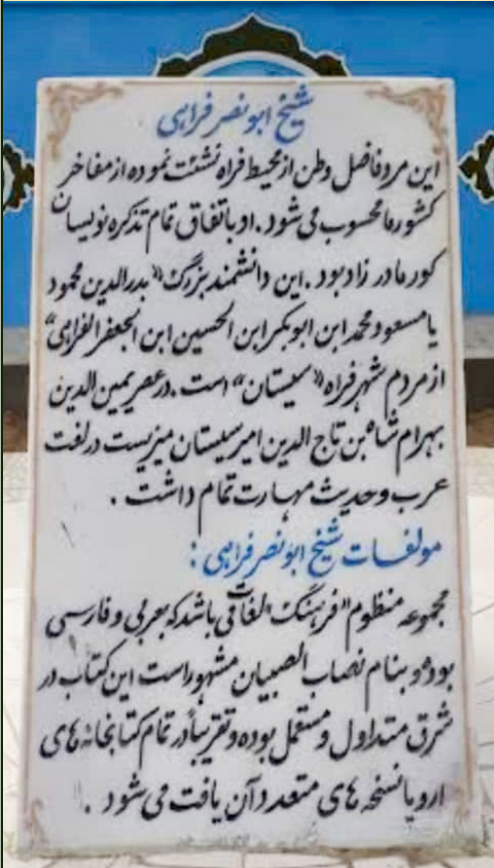 شیخ ابونصر فراهی
این مرد فاضل وطن از محیط فراه نشئت نموده از مفاخر
کشور ما محسوب می شود . او باتفاق تمام تذکره نویسان
کور مادر زاد بود . این دانشمند بزرگ "بدرالدین محمود
یا مسعود محمد ابن ابوبکر ابن الحسین ابن الجعفر الفراهی"
از مردم شهر فراه "سیستان" است . در عصر یمین الدین
بهرام شاه بن تاج الدین امیر سیستان میزیست در لغت
عرب و حدیث مهارت تمام داشت .
مولفات شیخ ابونصر فراهی :
مجموعه منظوم "فرهنگ" لغاتی باشد که بعربی و فارسی
بوده و بنام نصاب الصبیان مشهور است این کتاب در
شرق متداول و مستعمل بوده و تقریباً در تمام کتابخانه های
اروپا نسخه های متعدد آن یافت می شود .